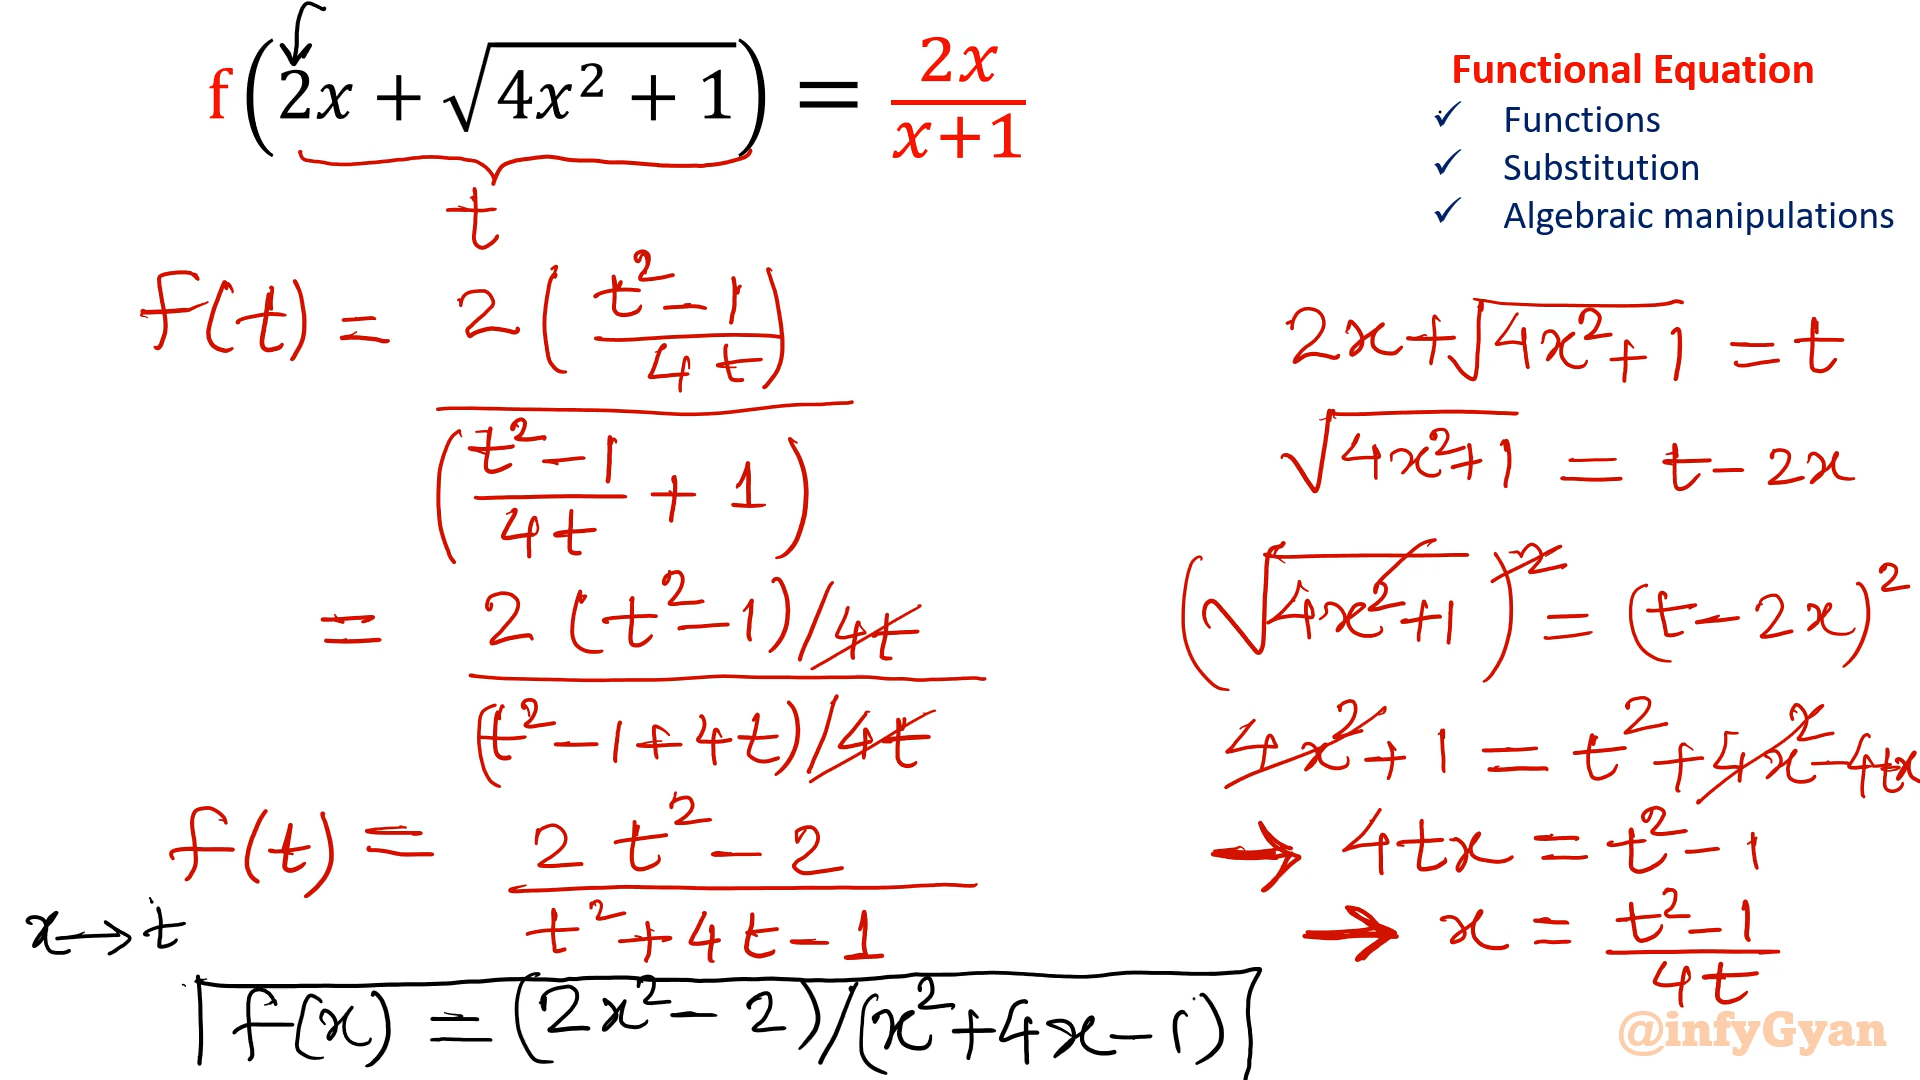 f(2x + √(4x² + 1)) = 2x/(x+1)
t
f(t) = 2((t² - 1)/(4t)) / ((t² - 1)/(4t) + 1)
= 2(t² - 1)/4t / (t² - 1 + 4t)/4t
f(t) = (2t² - 2)/(t² + 4t - 1)
x → t
f(x) = (2x² - 2)/(x² + 4x - 1)
Functional Equation
✓ Functions
✓ Substitution
✓ Algebraic manipulations
2x + √(4x² + 1) = t
√(4x² + 1) = t - 2x
(√(4x² + 1))² = (t - 2x)²
4x² + 1 = t² + 4x² - 4tx
→ 4tx = t² - 1
→ x = (t² - 1)/(4t)
@infyGyan